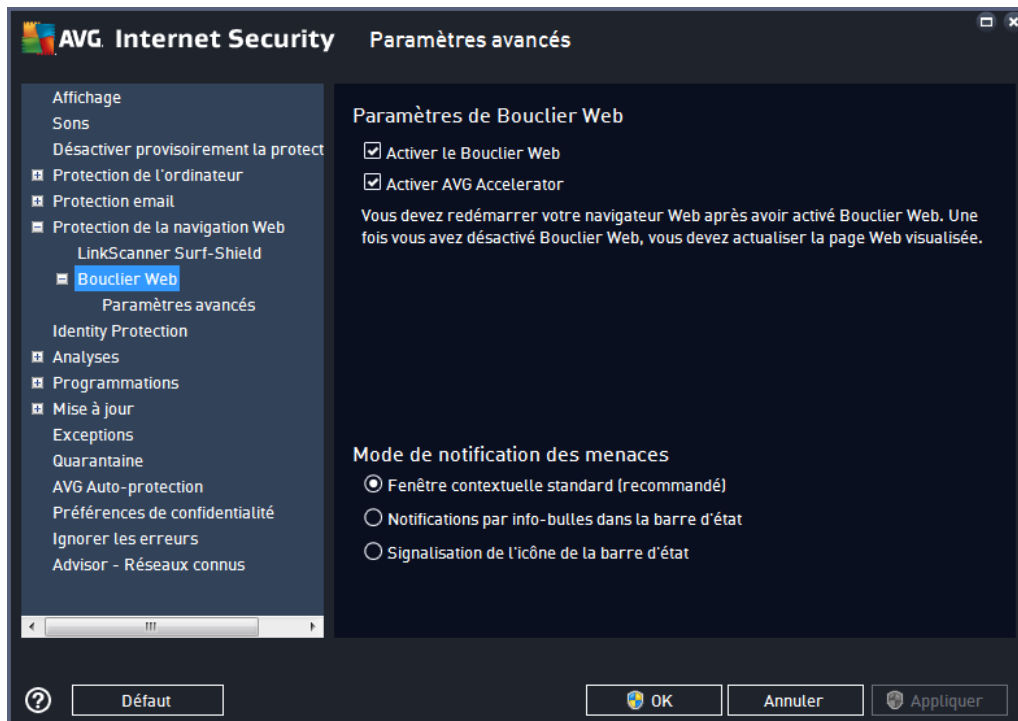 AVG. Internet Security Paramètres avancés
Affichage
Sons
Désactiver provisoirement la protect
Protection de l'ordinateur
Protection email
Protection de la navigation Web
LinkScanner Surf-Shield
Bouclier Web
Paramètres avancés
Identity Protection
Analyses
Programmations
Mise à jour
Exceptions
Quarantaine
AVG Auto-protection
Préférences de confidentialité
Ignorer les erreurs
Advisor - Réseaux connus
Paramètres de Bouclier Web
Activer le Bouclier Web
Activer AVG Accelerator
Vous devez redémarrer votre navigateur Web après avoir activé Bouclier Web. Une
fois vous avez désactivé Bouclier Web, vous devez actualiser la page Web visualisée.
Mode de notification des menaces
Fenêtre contextuelle standard (recommandé)
Notifications par info-bulles dans la barre d'état
Signalisation de l'icône de la barre d'état
? Défaut OK Annuler Appliquer